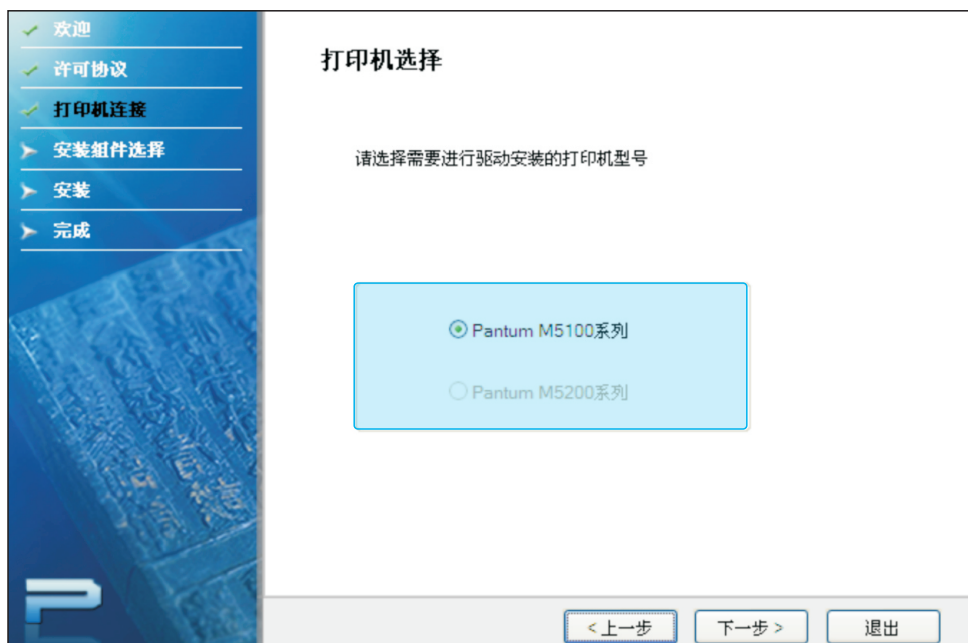 欢迎
许可协议
打印机连接
安装组件选择
安装
完成
打印机选择
请选择需要进行驱动安装的打印机型号
Pantum M5100系列
Pantum M5200系列
<上一步
下一步>
退出